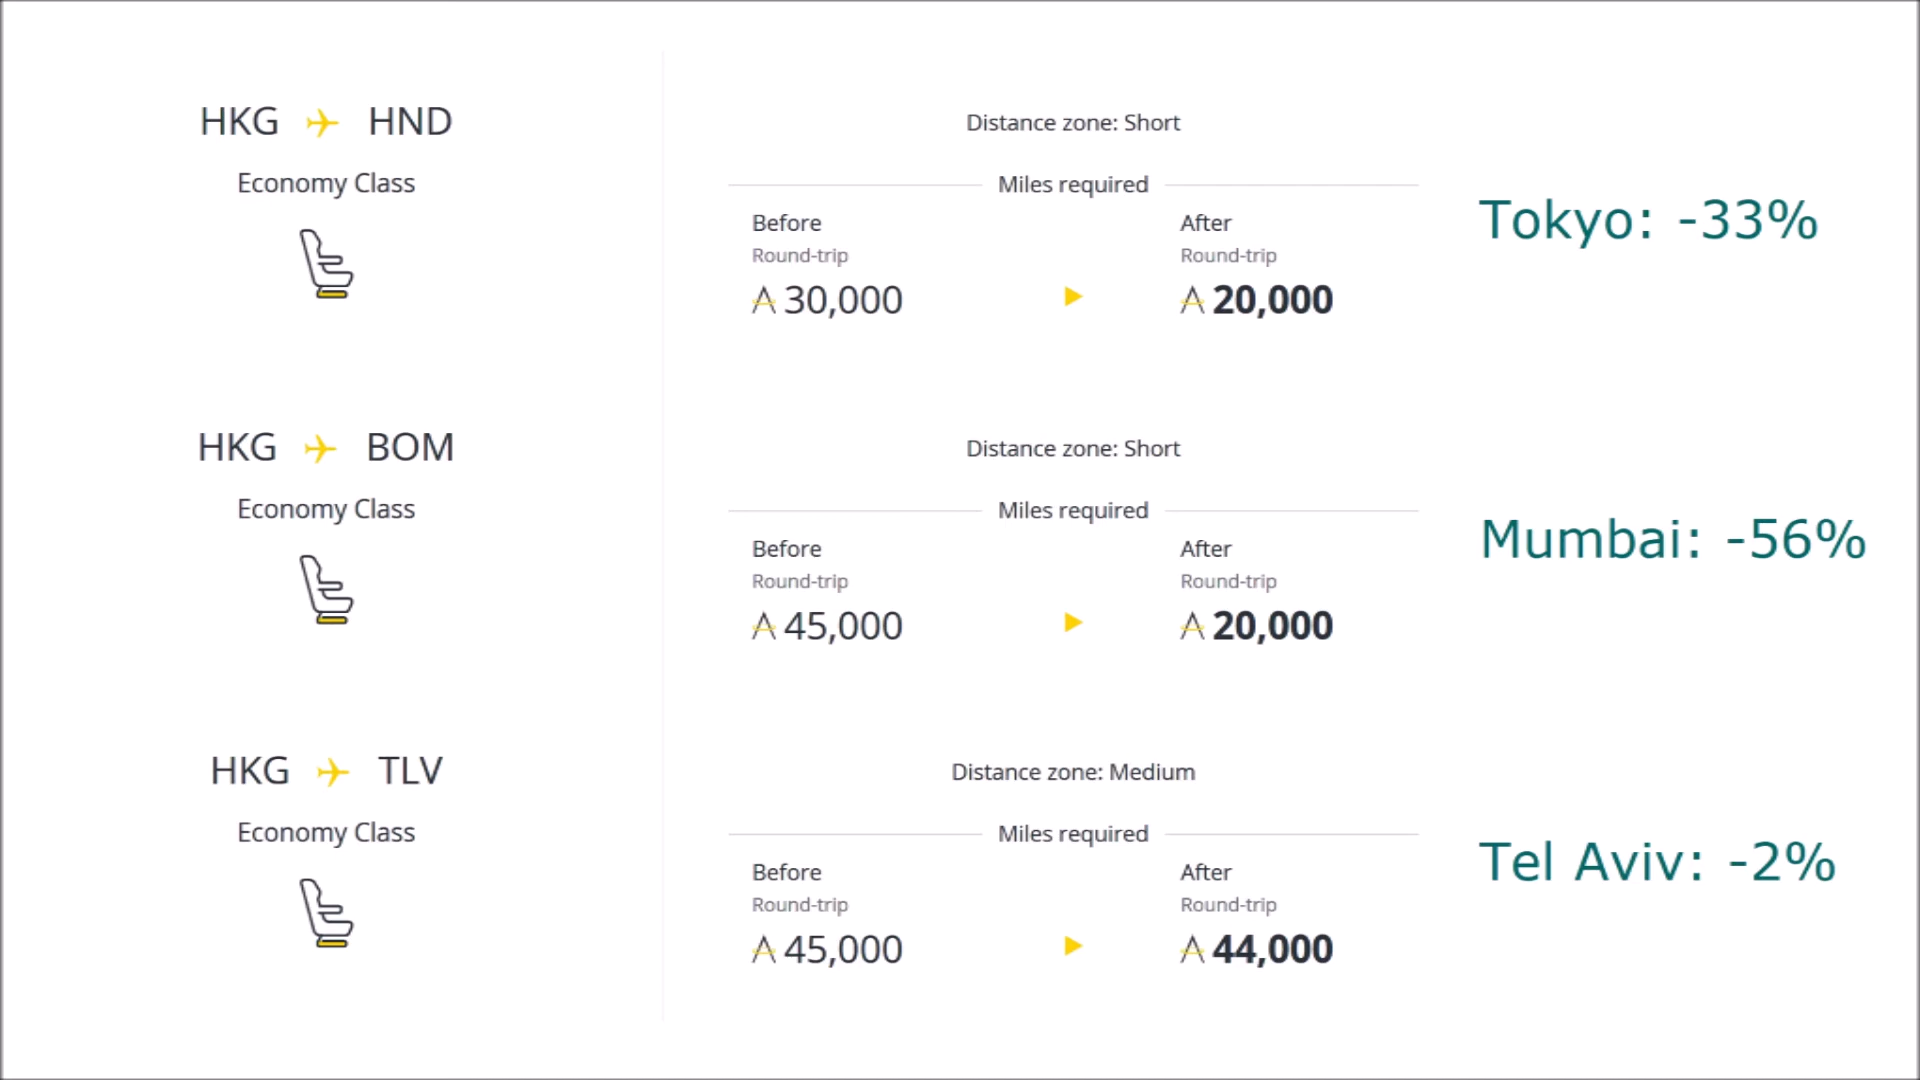 HKG HND
Economy Class
Distance zone: Short
Miles required
Before
Round-trip
30,000
After
Round-trip
20,000
Tokyo: -33%
HKG BOM
Economy Class
Distance zone: Short
Miles required
Before
Round-trip
45,000
After
Round-trip
20,000
Mumbai: -56%
HKG TLV
Economy Class
Distance zone: Medium
Miles required
Before
Round-trip
45,000
After
Round-trip
44,000
Tel Aviv: -2%